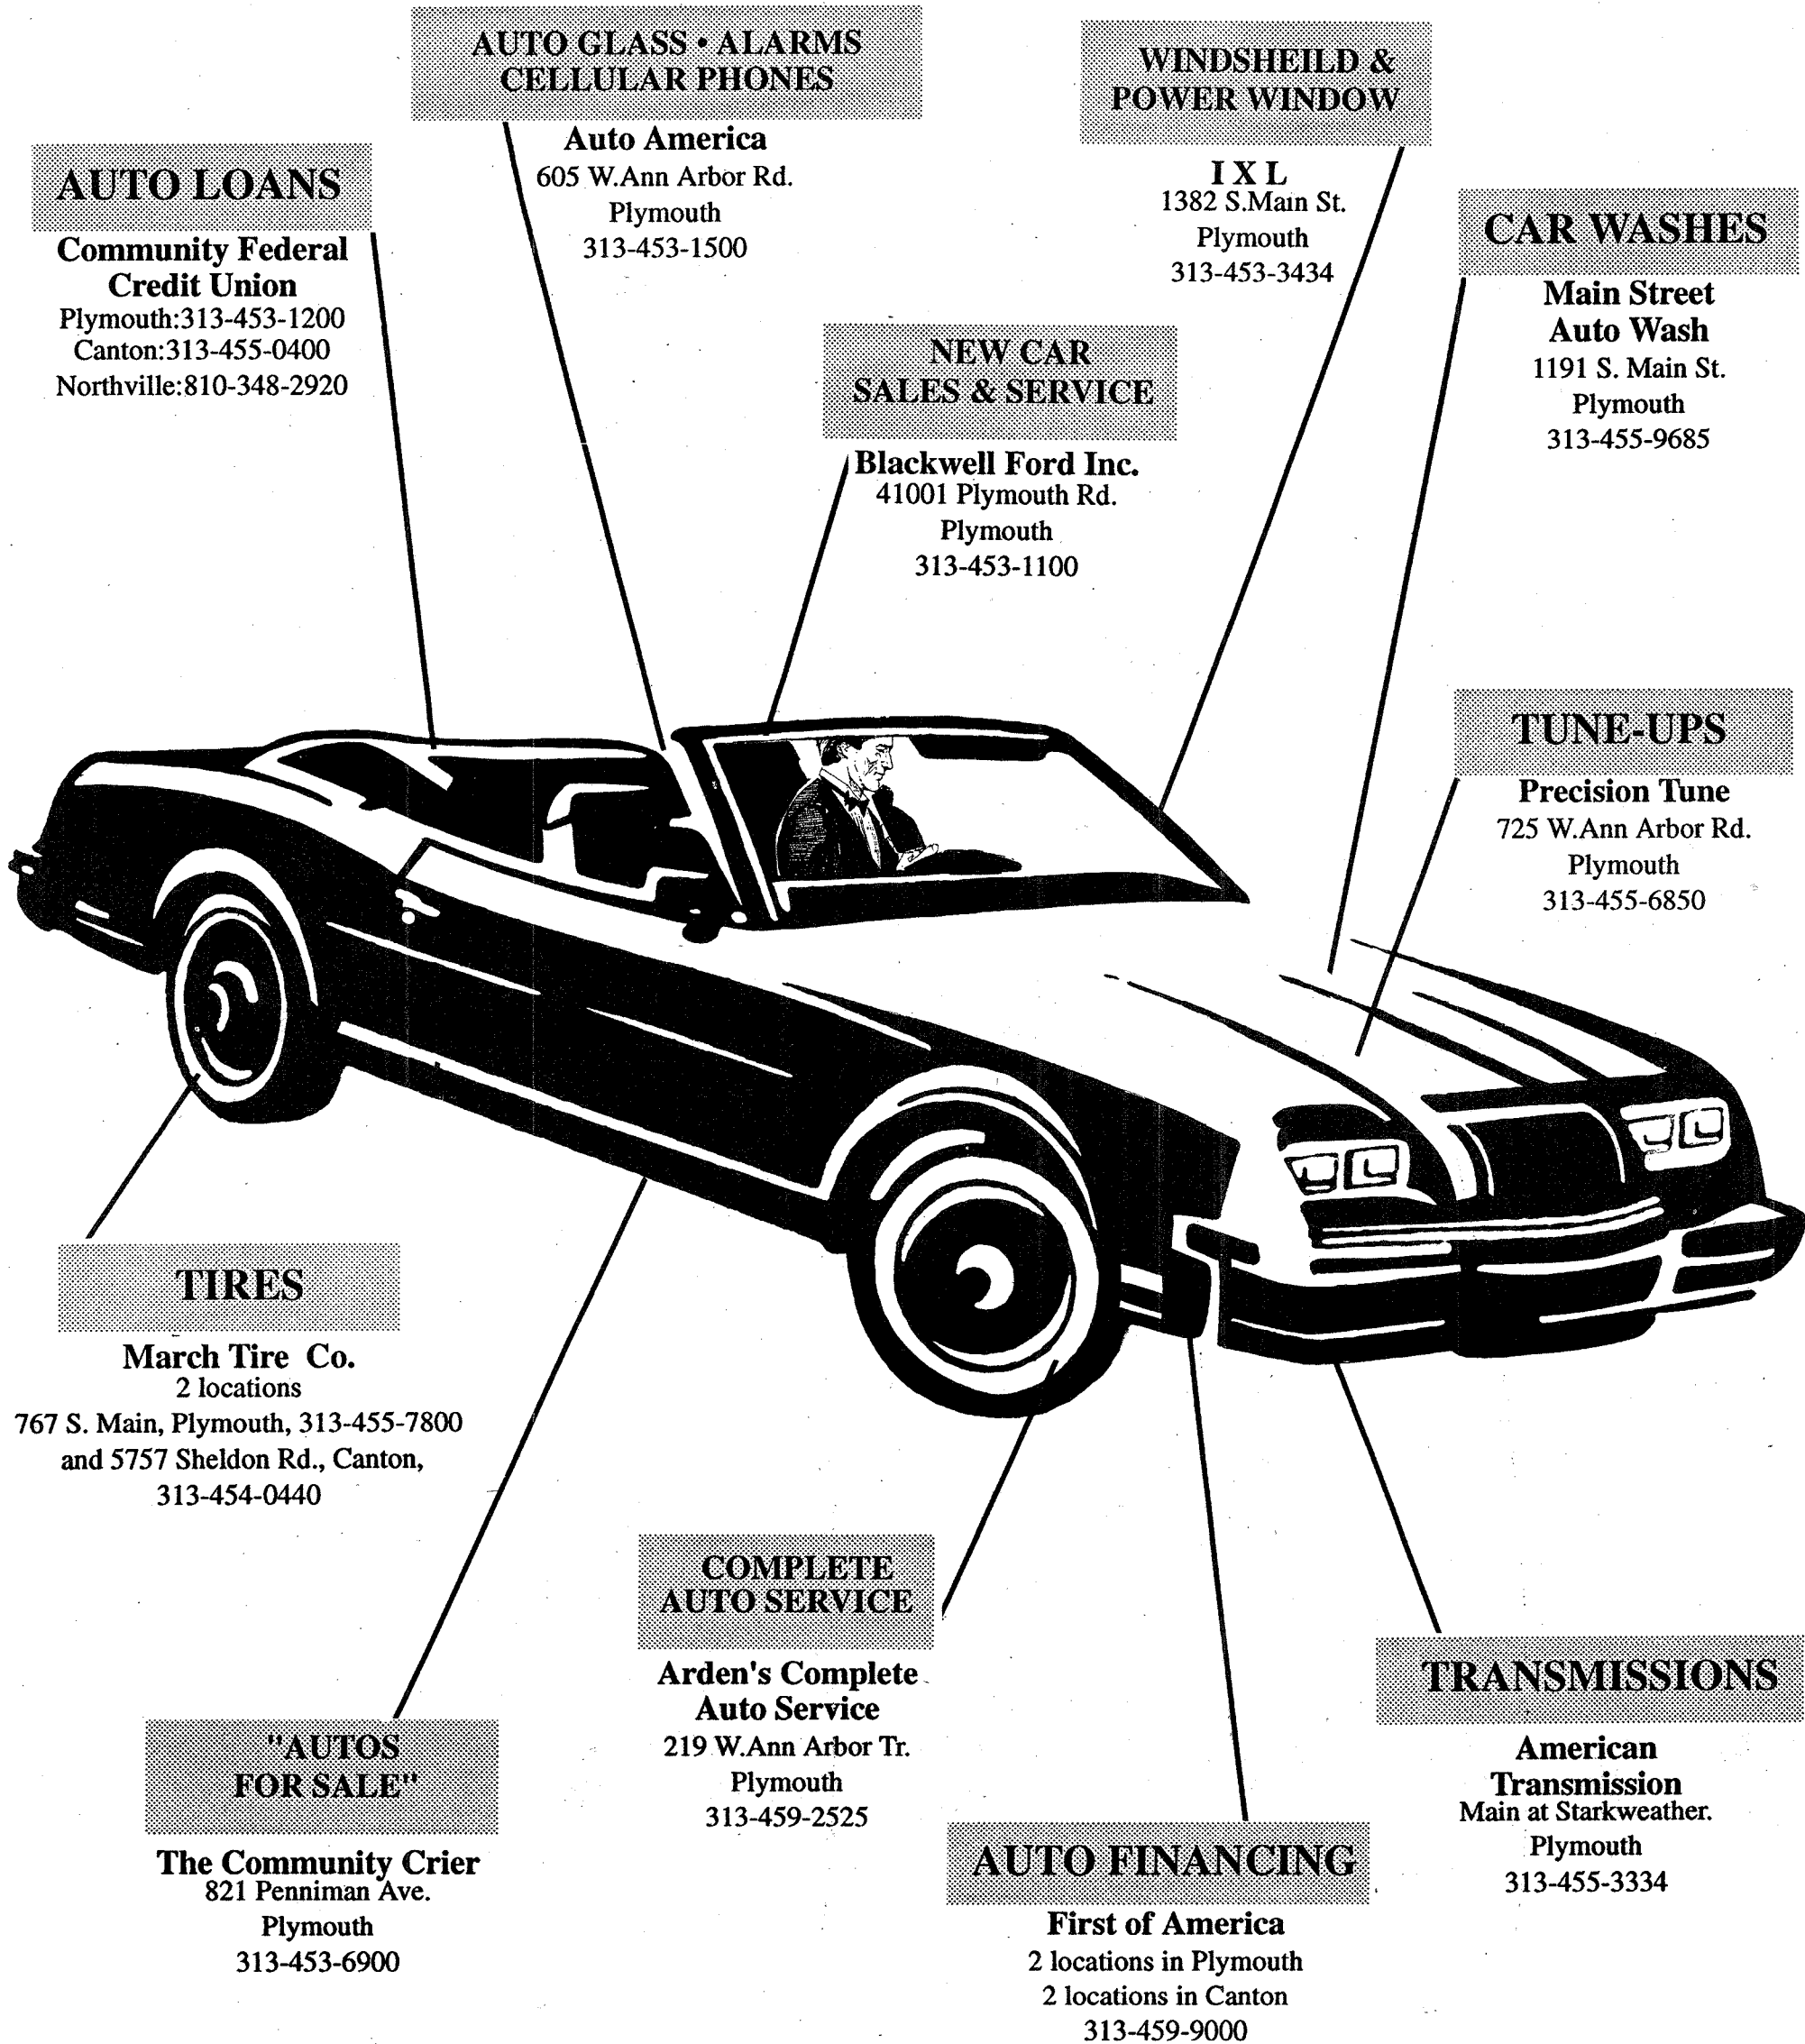 AUTO GLASS • ALARMS
CELLULAR PHONES
Auto America
605 W.Ann Arbor Rd.
Plymouth
313-453-1500
WINDSHEILD &
POWER WINDOW
I X L
1382 S.Main St.
Plymouth
313-453-3434
AUTO LOANS
Community Federal
Credit Union
Plymouth:313-453-1200
Canton:313-455-0400
Northville:810-348-2920
CAR WASHES
Main Street
Auto Wash
1191 S. Main St.
Plymouth
313-455-9685
NEW CAR
SALES & SERVICE
Blackwell Ford Inc.
41001 Plymouth Rd.
Plymouth
313-453-1100
TUNE-UPS
Precision Tune
725 W.Ann Arbor Rd.
Plymouth
313-455-6850
TIRES
March Tire Co.
2 locations
767 S. Main, Plymouth, 313-455-7800
and 5757 Sheldon Rd., Canton,
313-454-0440
COMPLETE
AUTO SERVICE
Arden's Complete
Auto Service
219 W.Ann Arbor Tr.
Plymouth
313-459-2525
TRANSMISSIONS
American
Transmission
Main at Starkweather.
Plymouth
313-455-3334
"AUTOS
FOR SALE"
The Community Crier
821 Penniman Ave.
Plymouth
313-453-6900
AUTO FINANCING
First of America
2 locations in Plymouth
2 locations in Canton
313-459-9000